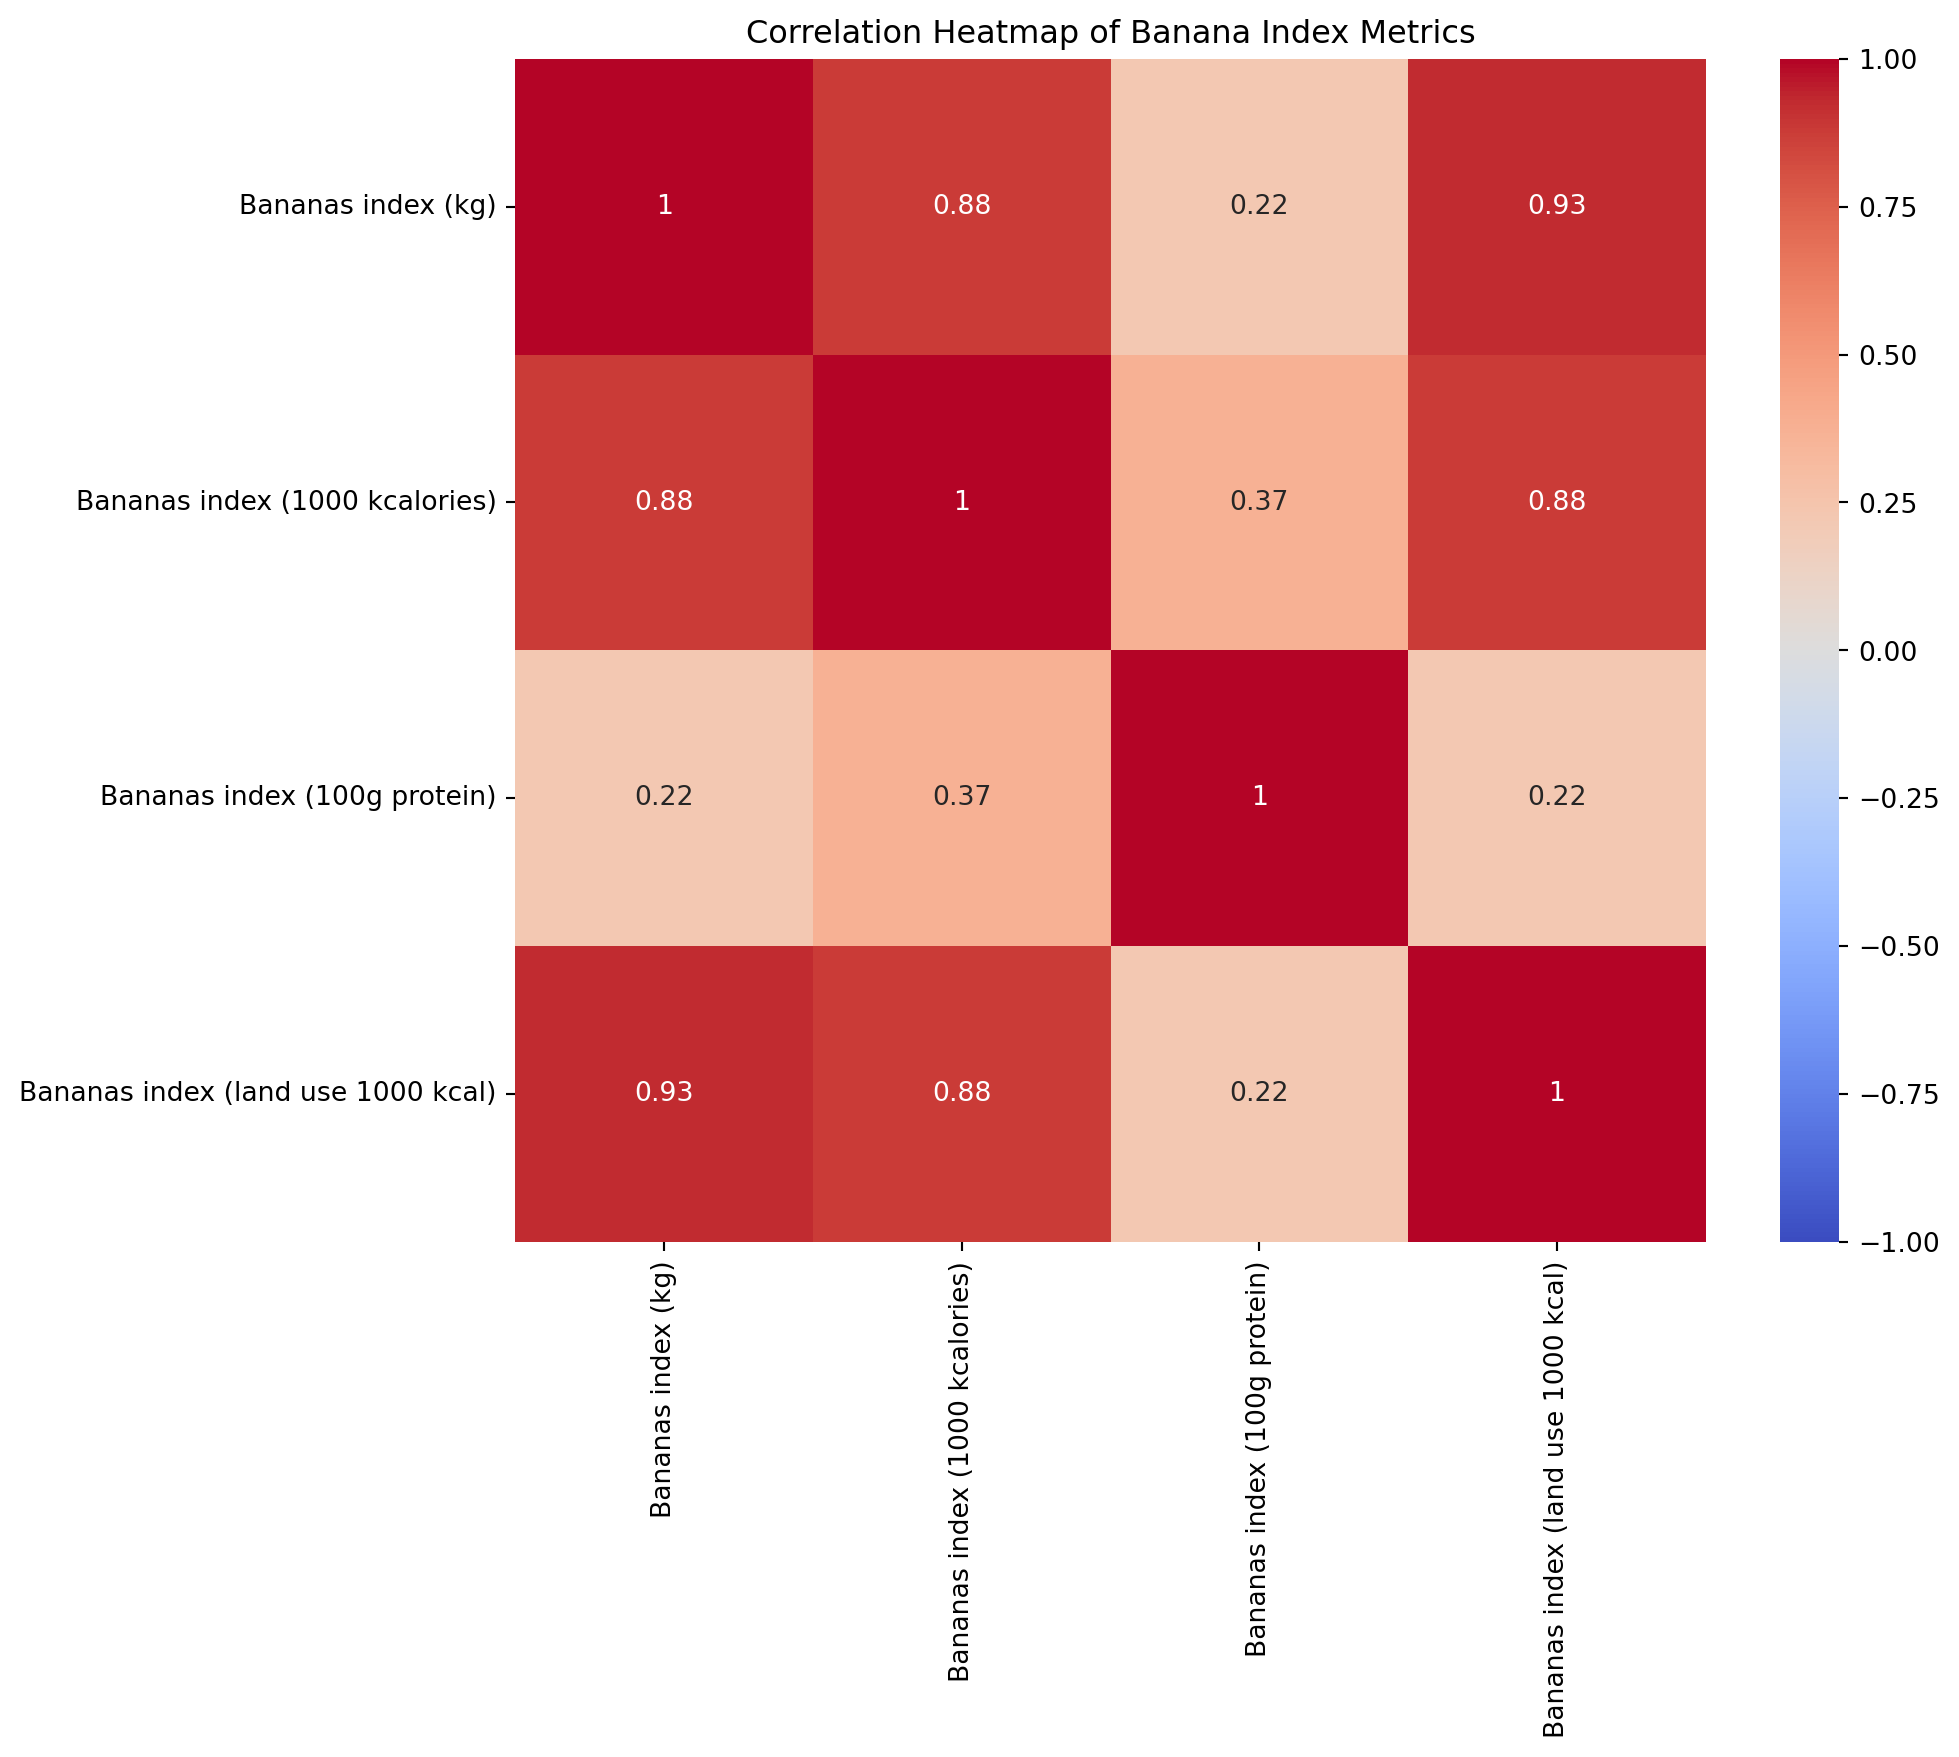 Correlation Heatmap of Banana Index Metrics
Bananas index (kg)
1
0.88
0.22
0.93
Bananas index (1000 kcalories)
0.88
1
0.37
0.88
Bananas index (100g protein)
0.22
0.37
1
0.22
Bananas index (land use 1000 kcal)
0.93
0.88
0.22
1
Bananas index (kg)
Bananas index (1000 kcalories)
Bananas index (100g protein)
Bananas index (land use 1000 kcal)
1.00
0.75
0.50
0.25
0.00
−0.25
−0.50
−0.75
−1.00